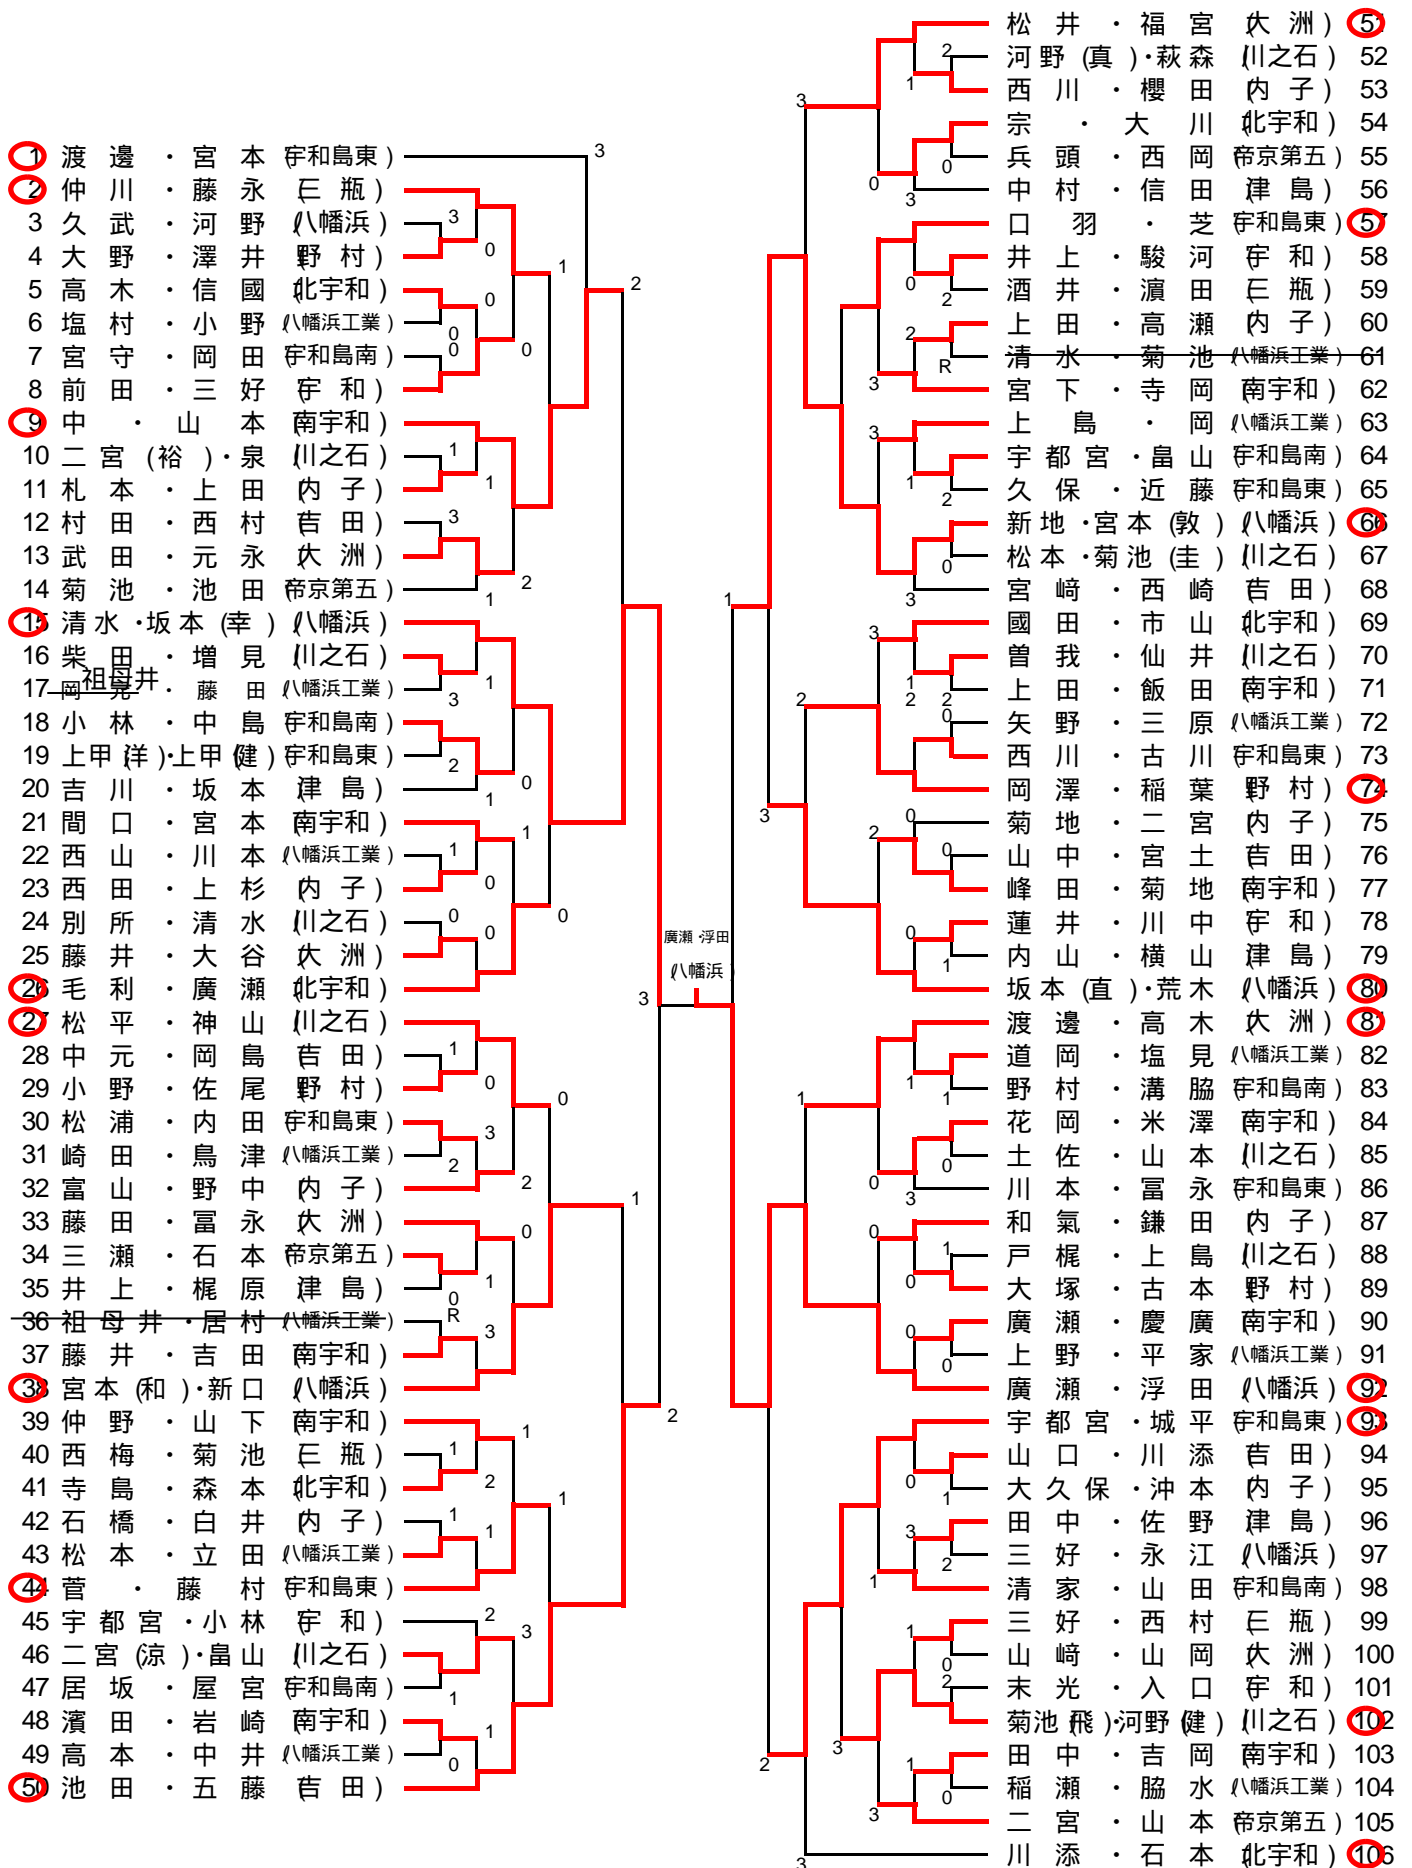 1 渡邊・宮本 (宇和島東)
2 仲川・藤永 (三瓶)
3 久武・河野 (八幡浜)
4 大野・澤井 (野村)
5 高木・信國 (北宇和)
6 塩村・小野 (八幡浜工業)
7 宮守・岡田 (宇和島南)
8 前田・三好 (宇和)
9 中・山本 (南宇和)
10 二宮(裕)・泉 (川之石)
11 札本・上田 (内子)
12 村田・西村 (吉田)
13 武田・元永 (大洲)
14 菊池・池田 (帝京第五)
15 清水・坂本(幸) (八幡浜)
16 柴田・増見 (川之石)
祖母井
17 岡・藤田 (八幡浜工業)
18 小林・中島 (宇和島南)
19 上甲(洋)・上甲(健) (宇和島東)
20 吉川・坂本 (津島)
21 間口・宮本 (南宇和)
22 西山・川本 (八幡浜工業)
23 西田・上杉 (内子)
24 別所・清水 (川之石)
25 藤井・大谷 (大洲)
26 毛利・廣瀬 (北宇和)
27 松平・神山 (川之石)
28 中元・岡島 (吉田)
29 小野・佐尾 (野村)
30 松浦・内田 (宇和島東)
31 崎田・鳥津 (八幡浜工業)
32 富山・野中 (内子)
33 藤田・冨永 (大洲)
34 三瀬・石本 (帝京第五)
35 井上・梶原 (津島)
36 祖母井・居村 (八幡浜工業)
37 藤井・吉田 (南宇和)
38 宮本(和)・新口 (八幡浜)
39 仲野・山下 (南宇和)
40 西梅・菊池 (三瓶)
41 寺島・森本 (北宇和)
42 石橋・白井 (内子)
43 松本・立田 (八幡浜工業)
44 菅・藤村 (宇和島東)
45 宇都宮・小林 (宇和)
46 二宮(涼)・畠山 (川之石)
47 居坂・屋宮 (宇和島南)
48 濱田・岩崎 (南宇和)
49 高本・中井 (八幡浜工業)
50 池田・五藤 (吉田)
廣瀬・浮田
(八幡浜)
松井・福宮 (大洲) 51
河野(真)・萩森 (川之石) 52
西川・櫻田 (内子) 53
宗・大川 (北宇和) 54
兵頭・西岡 (帝京第五) 55
中村・信田 (津島) 56
口羽・芝 (宇和島東) 57
井上・駿河 (宇和) 58
酒井・濵田 (三瓶) 59
上田・高瀬 (内子) 60
清水・菊池 (八幡浜工業) 61
宮下・寺岡 (南宇和) 62
上島・岡 (八幡浜工業) 63
宇都宮・畠山 (宇和島南) 64
久保・近藤 (宇和島東) 65
新地・宮本(敦) (八幡浜) 66
松本・菊池(圭) (川之石) 67
宮﨑・西崎 (吉田) 68
國田・市山 (北宇和) 69
曽我・仙井 (川之石) 70
上田・飯田 (南宇和) 71
矢野・三原 (八幡浜工業) 72
西川・古川 (宇和島東) 73
岡澤・稲葉 (野村) 74
菊地・二宮 (内子) 75
山中・宮土 (吉田) 76
峰田・菊地 (南宇和) 77
蓮井・川中 (宇和) 78
内山・横山 (津島) 79
坂本(直)・荒木 (八幡浜) 80
渡邊・高木 (大洲) 81
道岡・塩見 (八幡浜工業) 82
野村・溝脇 (宇和島南) 83
花岡・米澤 (南宇和) 84
土佐・山本 (川之石) 85
川本・冨永 (宇和島東) 86
和氣・鎌田 (内子) 87
戸梶・上島 (川之石) 88
大塚・古本 (野村) 89
廣瀬・慶廣 (南宇和) 90
上野・平家 (八幡浜工業) 91
廣瀬・浮田 (八幡浜) 92
宇都宮・城平 (宇和島東) 93
山口・川添 (吉田) 94
大久保・沖本 (内子) 95
田中・佐野 (津島) 96
三好・永江 (八幡浜) 97
清家・山田 (宇和島南) 98
三好・西村 (三瓶) 99
山﨑・山岡 (大洲) 100
末光・入口 (宇和) 101
菊池(飛)・河野(健) (川之石) 102
田中・吉岡 (南宇和) 103
稲瀬・脇水 (八幡浜工業) 104
二宮・山本 (帝京第五) 105
川添・石本 (北宇和) 106